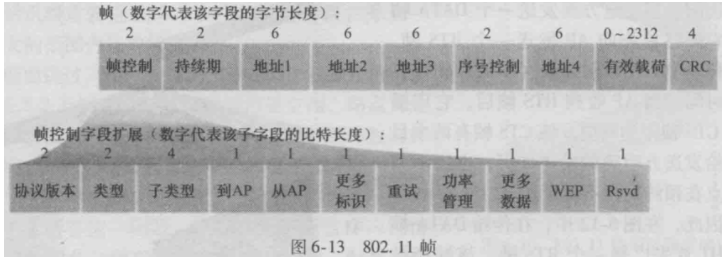 帧（数字代表该字段的字节长度）：
2 2 6 6 6 2 6 0~2312 4
帧控制 持续期 地址1 地址2 地址3 序号控制 地址4 有效载荷 CRC
帧控制字段扩展（数字代表该子字段的比特长度）：
2 2 4 1 1 1 1 1 1 1 1
协议版本 类型 子类型 到AP 从AP 更多标识 重试 功率管理 更多数据 WEP Rsvd
图6-13 802.11帧